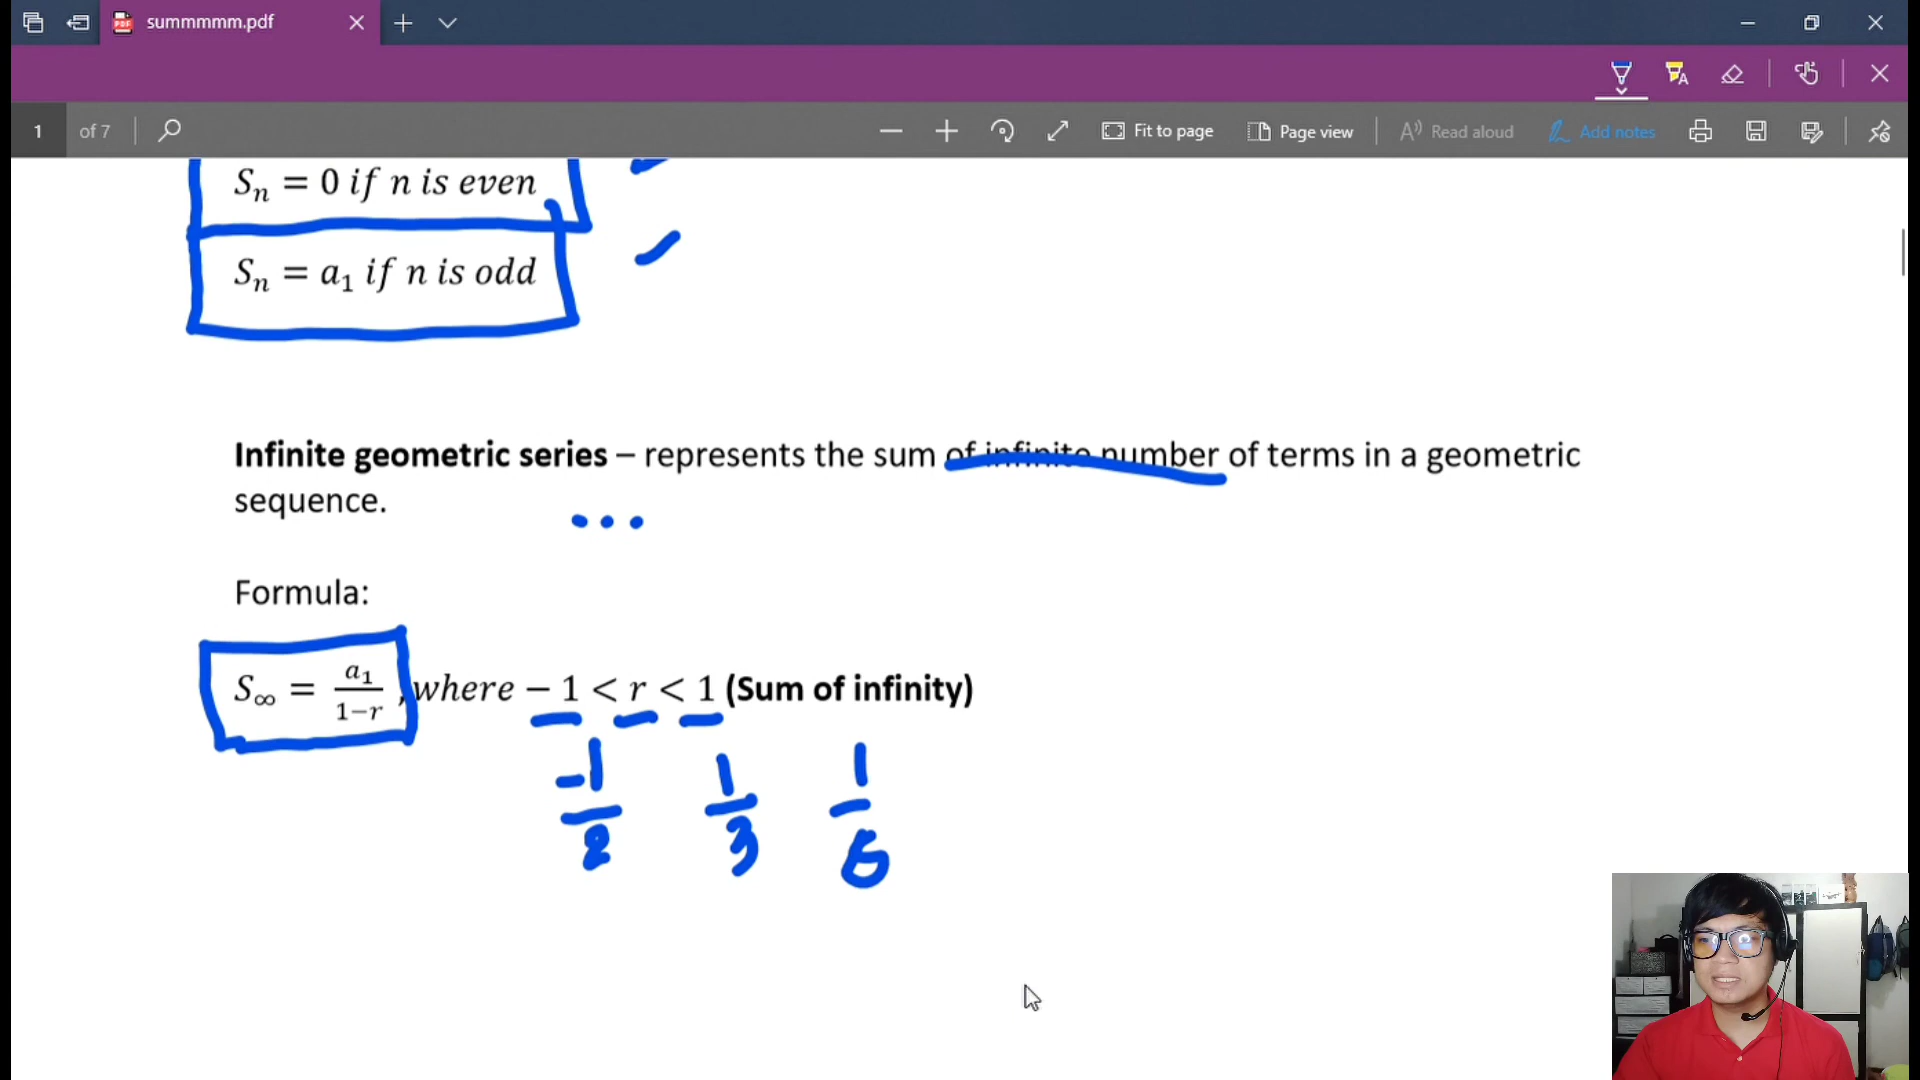 summmmm.pdf
1 of 7 Fit to page Page view Read aloud Add notes
Sₙ = 0 if n is even
Sₙ = a₁ if n is odd
Infinite geometric series – represents the sum of infinite number of terms in a geometric
sequence.
...
Formula:
S∞ = a₁/(1−r) , where − 1 < r < 1 (Sum of infinity)
-1/2 1/3 1/5